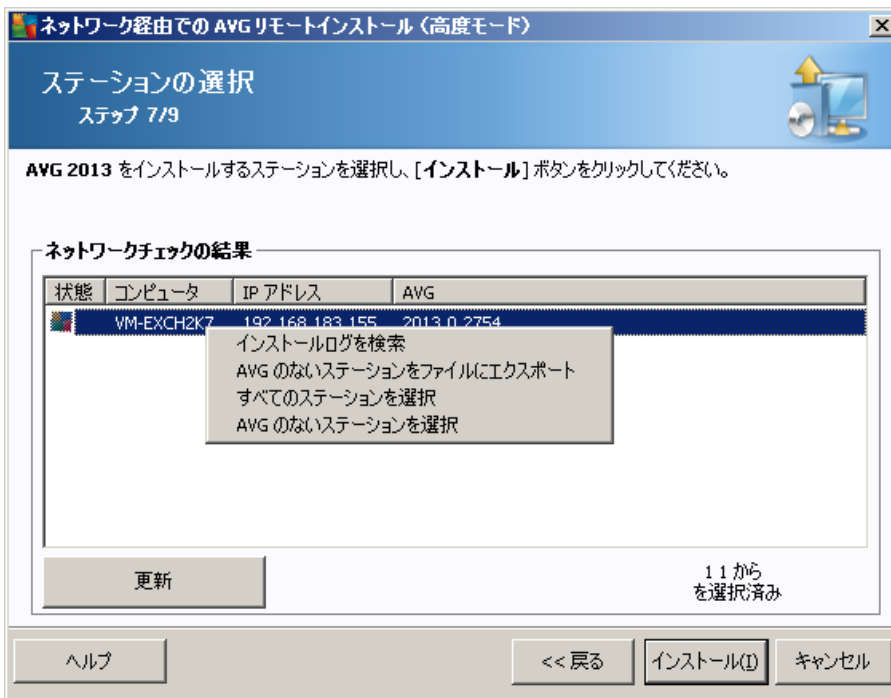 ネットワーク経由での AVG リモートインストール（高度モード）
ステーションの選択
ステップ 7/9
AVG 2013 をインストールするステーションを選択し、[インストール] ボタンをクリックしてください。
ネットワークチェックの結果
状態 コンピュータ IP アドレス AVG
VM-EXCH2K7 192.168.183.155 2013.0.2754
インストールログを検索
AVG のないステーションをファイルにエクスポート
すべてのステーションを選択
AVG のないステーションを選択
更新
1 1 から
を選択済み
ヘルプ << 戻る インストール(I) キャンセル